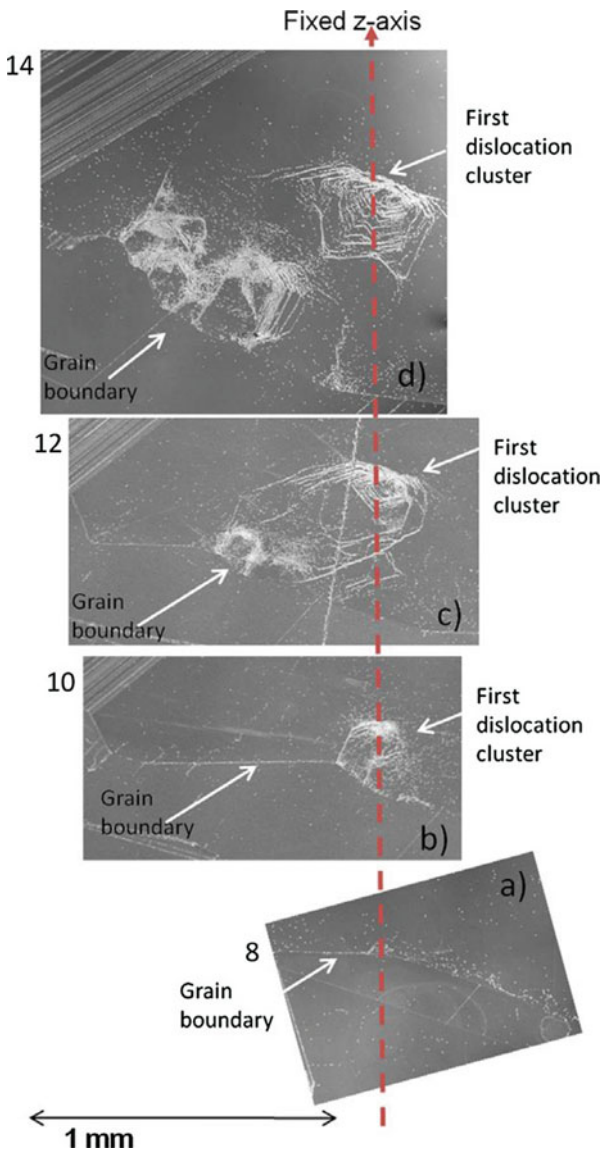 Fixed z-axis
14
First
dislocation
cluster
Grain
boundary
d)
12
First
dislocation
cluster
Grain
boundary
c)
10
First
dislocation
cluster
Grain
boundary
b)
a)
8
Grain
boundary
1 mm